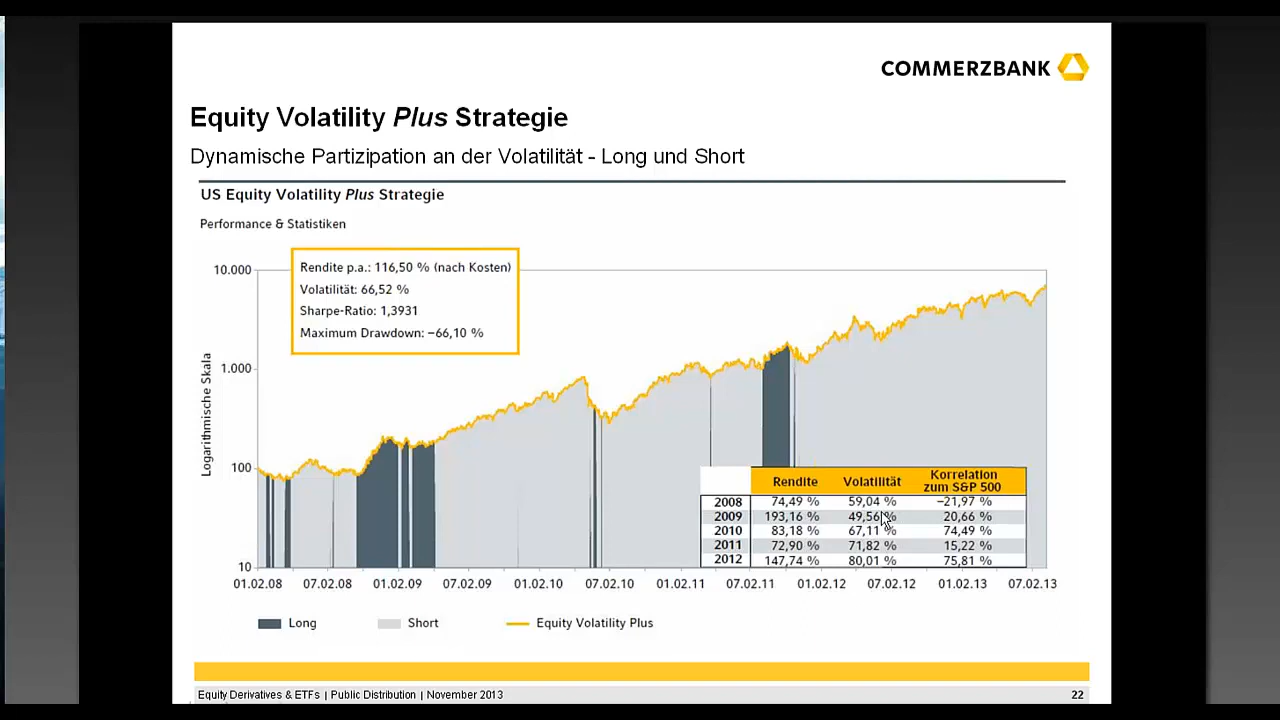 COMMERZBANK
Equity Volatility Plus Strategie
Dynamische Partizipation an der Volatilität - Long und Short
US Equity Volatility Plus Strategie
Performance & Statistiken
Rendite p.a.: 116,50 % (nach Kosten)
Volatilität: 66,52 %
Sharpe-Ratio: 1,3931
Maximum Drawdown: –66,10 %
Logarithmische Skala
10.000
1.000
100
10
Rendite Volatilität Korrelation zum S&P 500
2008 74,49 % 59,04 % –21,97 %
2009 193,16 % 49,56 % 20,66 %
2010 83,18 % 67,11 % 74,49 %
2011 72,90 % 71,82 % 15,22 %
2012 147,74 % 80,01 % 75,81 %
01.02.08 07.02.08 01.02.09 07.02.09 01.02.10 07.02.10 01.02.11 07.02.11 01.02.12 07.02.12 01.02.13 07.02.13
Long Short Equity Volatility Plus
Equity Derivatives & ETFs | Public Distribution | November 2013 22